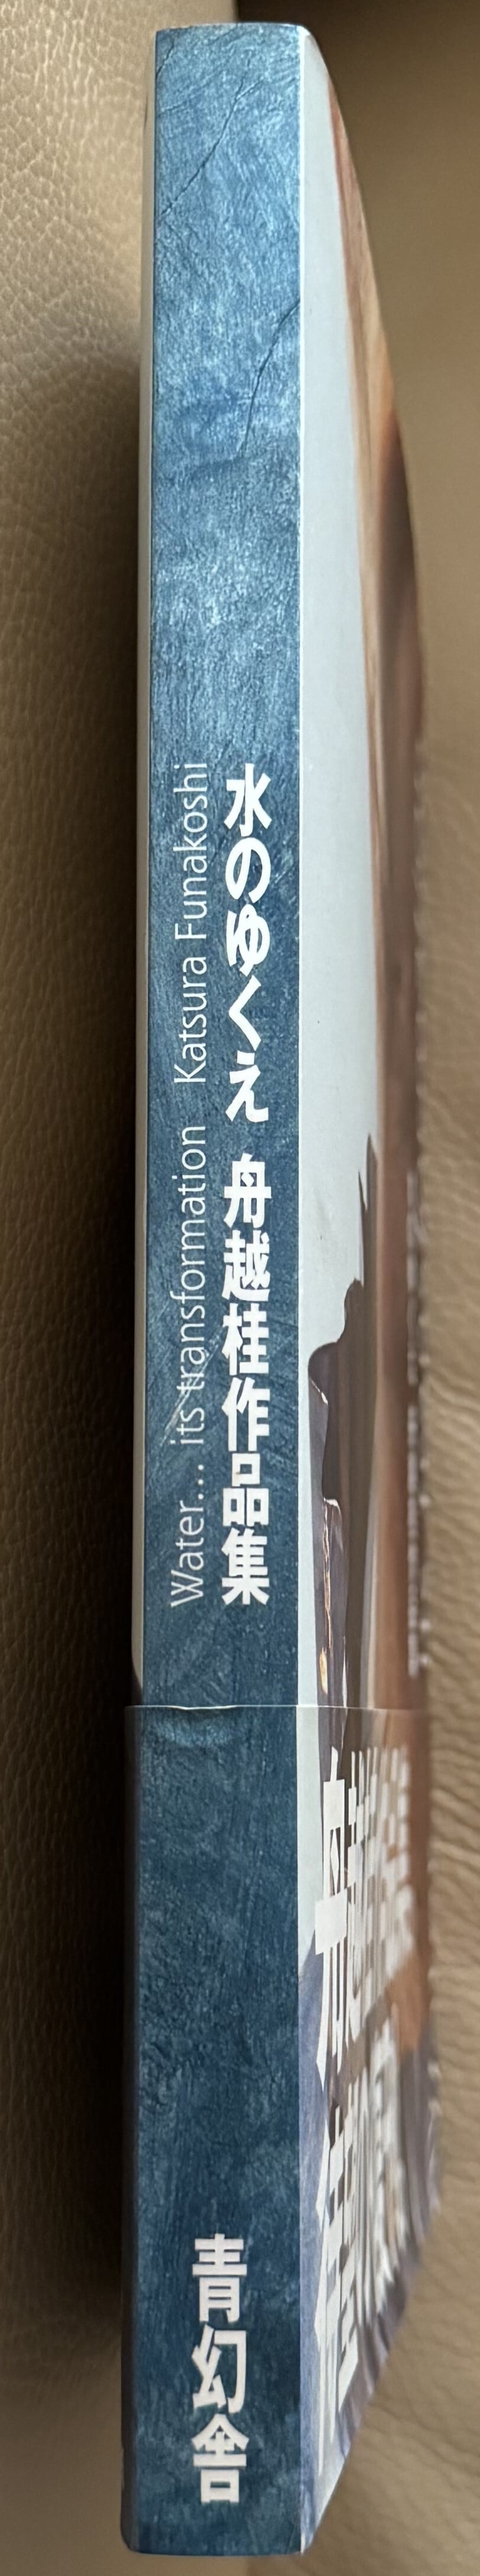 水のゆくえ 舟越桂作品集
Water... its transformation Katsura Funakoshi
青幻舎